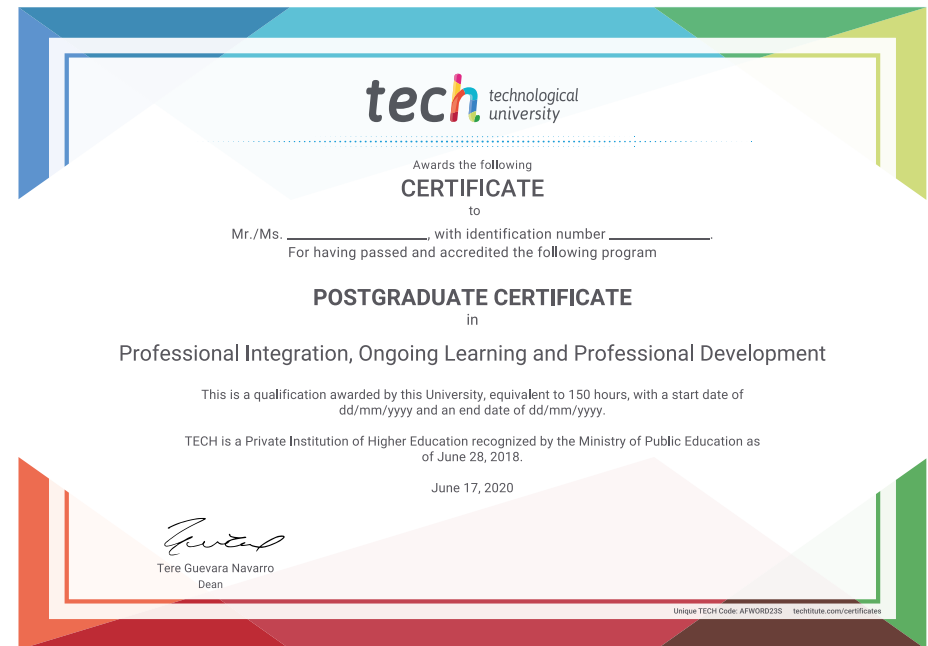 tech technological
university
Awards the following
CERTIFICATE
to
Mr./Ms. ____________________, with identification number ______________.
For having passed and accredited the following program
POSTGRADUATE CERTIFICATE
in
Professional Integration, Ongoing Learning and Professional Development
This is a qualification awarded by this University, equivalent to 150 hours, with a start date of
dd/mm/yyyy and an end date of dd/mm/yyyy.
TECH is a Private Institution of Higher Education recognized by the Ministry of Public Education as
of June 28, 2018.
June 17, 2020
Tere Guevara Navarro
Dean
Unique TECH Code: AFWORD23S techtitute.com/certificates